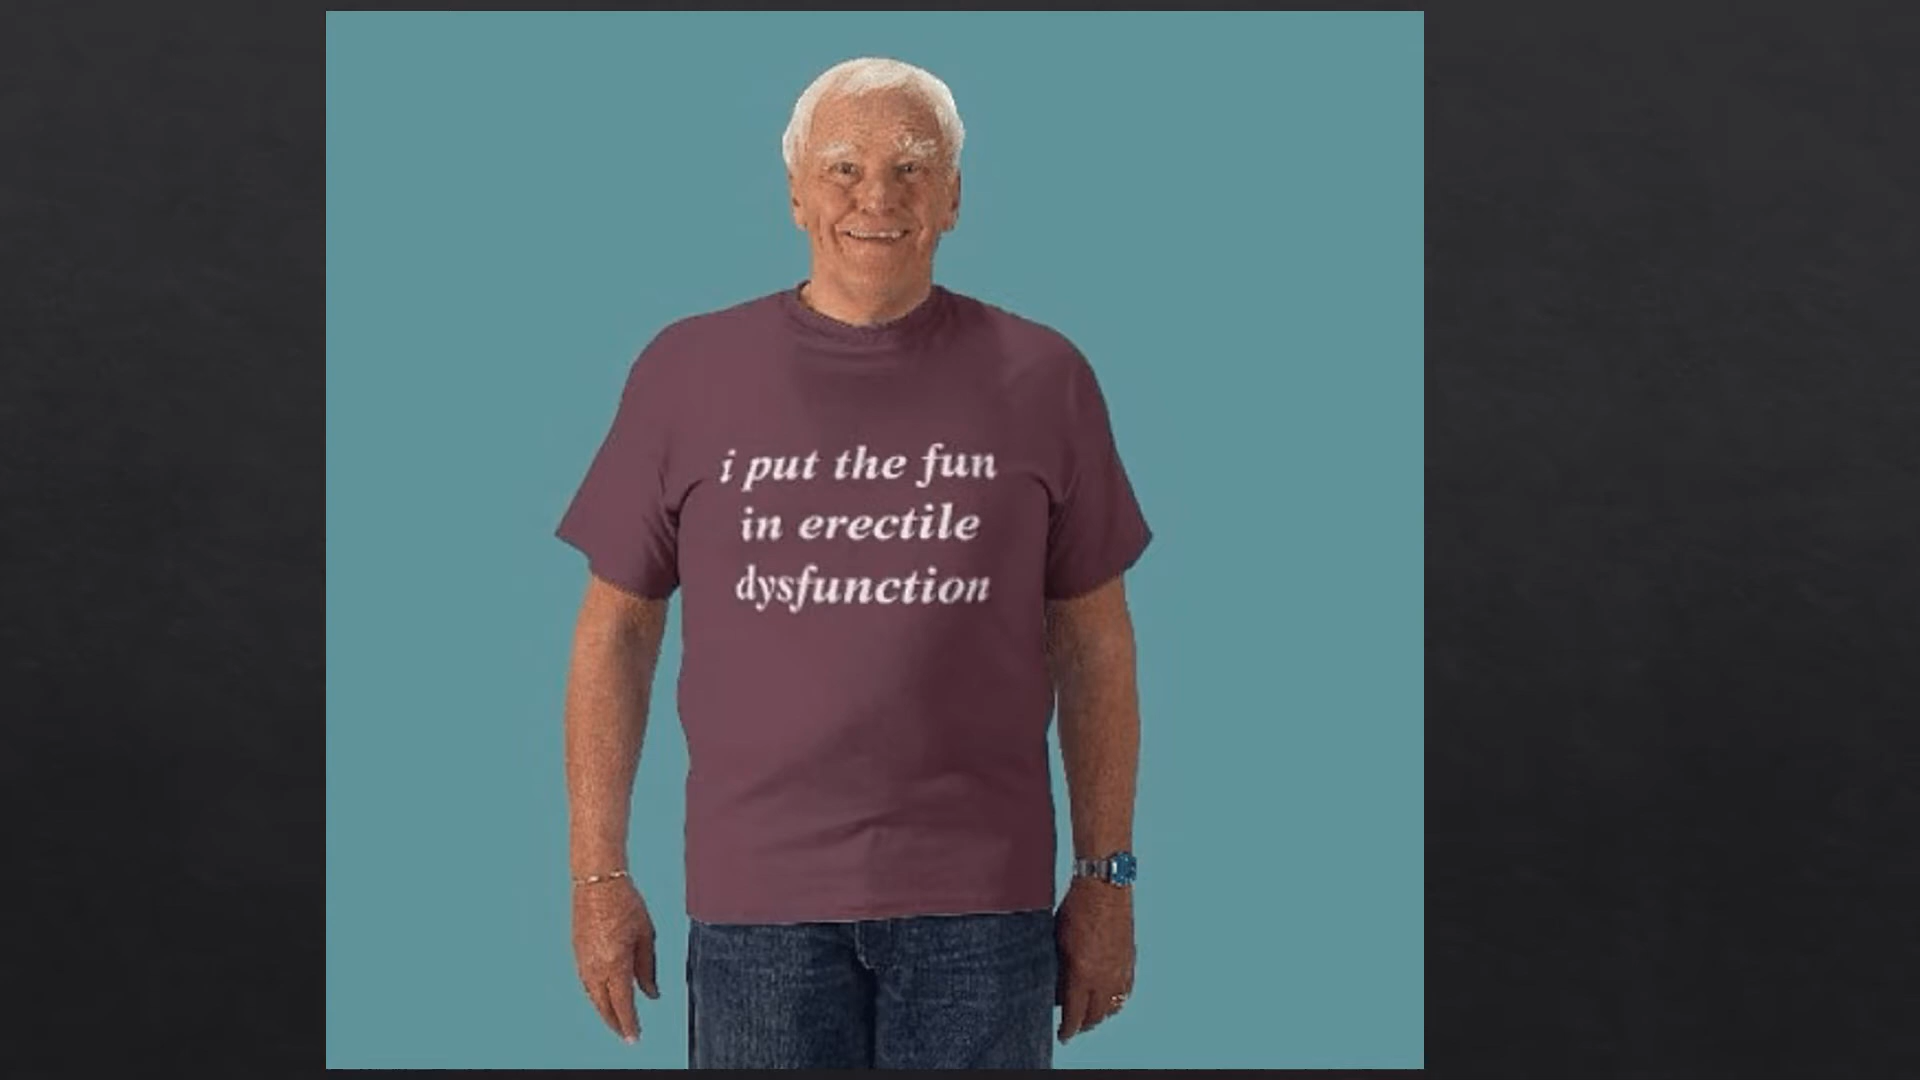 i put the fun
in erectile
dysfunction